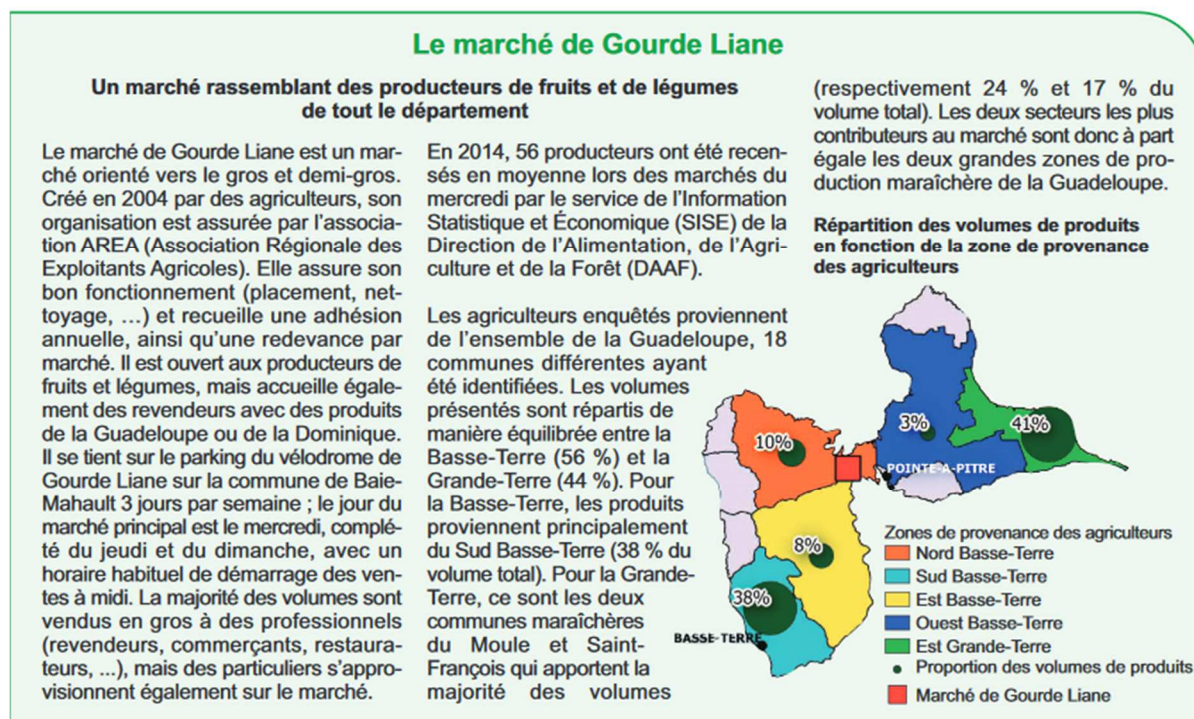 Le marché de Gourde Liane
Un marché rassemblant des producteurs de fruits et de légumes
de tout le département
Le marché de Gourde Liane est un mar-
ché orienté vers le gros et demi-gros.
Créé en 2004 par des agriculteurs, son
organisation est assurée par l'associa-
tion AREA (Association Régionale des
Exploitants Agricoles). Elle assure son
bon fonctionnement (placement, net-
toyage, ...) et recueille une adhésion
annuelle, ainsi qu'une redevance par
marché. Il est ouvert aux producteurs de
fruits et légumes, mais accueille égale-
ment des revendeurs avec des produits
de la Guadeloupe ou de la Dominique.
Il se tient sur le parking du vélodrome de
Gourde Liane sur la commune de Baie-
Mahault 3 jours par semaine ; le jour du
marché principal est le mercredi, complé-
té du jeudi et du dimanche, avec un
horaire habituel de démarrage des ven-
tes à midi. La majorité des volumes sont
vendus en gros à des professionnels
(revendeurs, commerçants, restaura-
teurs, ...), mais des particuliers s'appro-
visionnent également sur le marché.
En 2014, 56 producteurs ont été recen-
sés en moyenne lors des marchés du
mercredi par le service de l'Information
Statistique et Économique (SISE) de la
Direction de l'Alimentation, de l'Agri-
culture et de la Forêt (DAAF).
Les agriculteurs enquêtés proviennent
de l'ensemble de la Guadeloupe, 18
communes différentes ayant
été identifiées. Les volumes
présentés sont répartis de
manière équilibrée entre la
Basse-Terre (56 %) et la
Grande-Terre (44 %). Pour
la Basse-Terre, les produits
proviennent principalement
du Sud Basse-Terre (38 % du
volume total). Pour la Grande-
Terre, ce sont les deux
communes maraîchères
du Moule et Saint-
François qui apportent la
majorité des volumes
(respectivement 24 % et 17 % du
volume total). Les deux secteurs les plus
contributeurs au marché sont donc à part
égale les deux grandes zones de pro-
duction maraîchère de la Guadeloupe.
Répartition des volumes de produits
en fonction de la zone de provenance
des agriculteurs
10%
3%
41%
POINTE-A-PITRE
8%
38%
BASSE-TERRE
Zones de provenance des agriculteurs
Nord Basse-Terre
Sud Basse-Terre
Est Basse-Terre
Ouest Basse-Terre
Est Grande-Terre
Proportion des volumes de produits
Marché de Gourde Liane